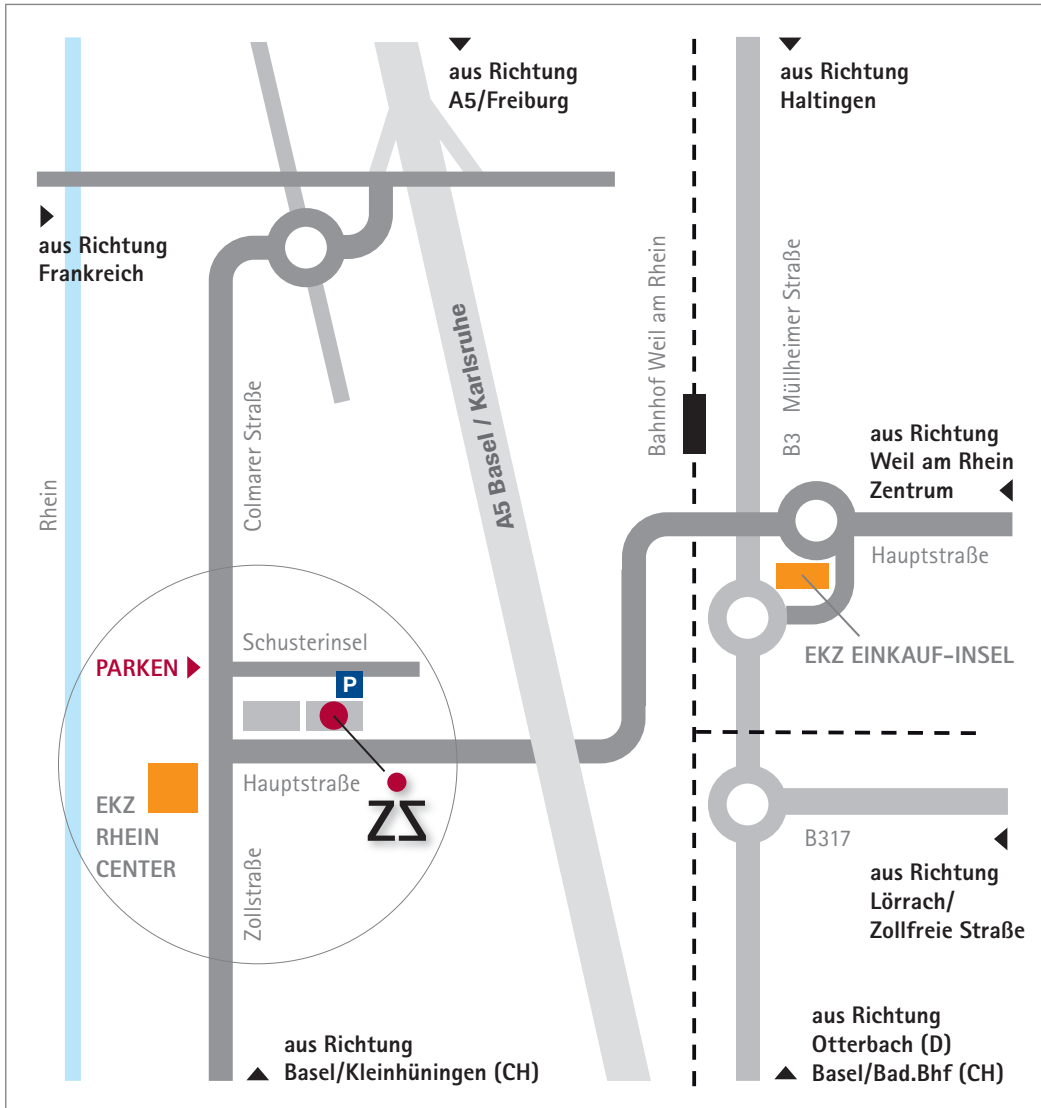 aus Richtung
A5/Freiburg
aus Richtung
Haltingen
aus Richtung
Frankreich
Rhein
Colmarer Straße
A5 Basel / Karlsruhe
Bahnhof Weil am Rhein
B3 Müllheimer Straße
aus Richtung
Weil am Rhein
Zentrum
Hauptstraße
EKZ EINKAUF-INSEL
Schusterinsel
PARKEN
P
Hauptstraße
EKZ
RHEIN
CENTER
Zollstraße
B317
aus Richtung
Lörrach/
Zollfreie Straße
aus Richtung
Basel/Kleinhüningen (CH)
aus Richtung
Otterbach (D)
Basel/Bad.Bhf (CH)